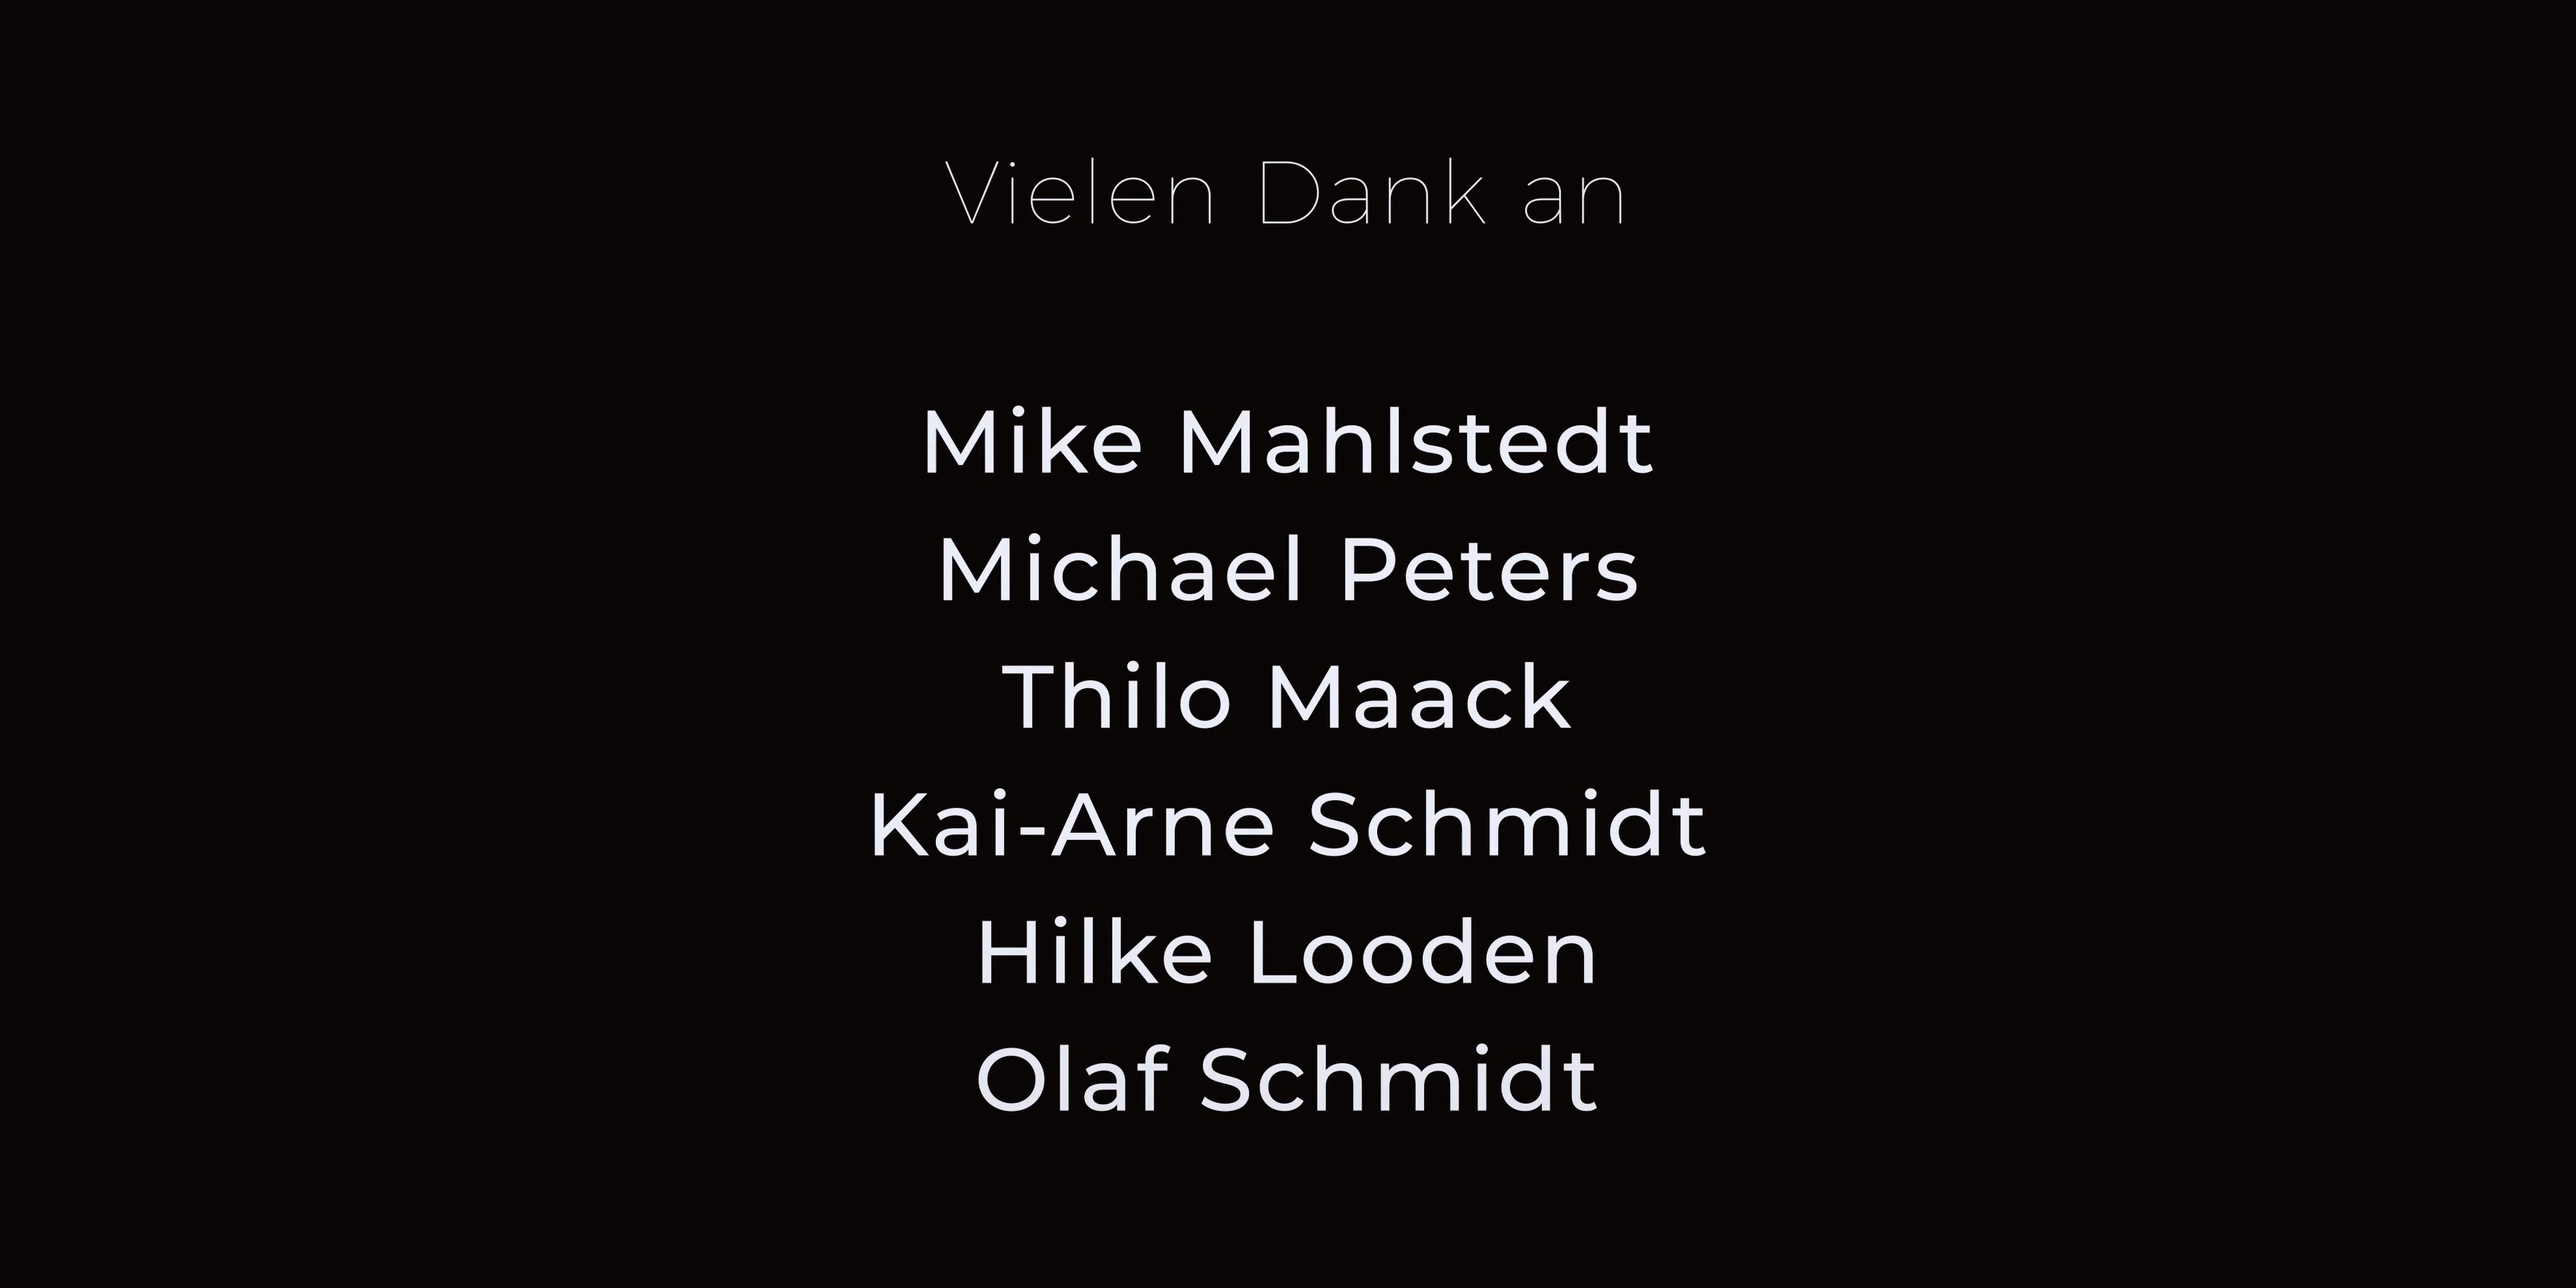 Vielen Dank an
Mike Mahlstedt
Michael Peters
Thilo Maack
Kai-Arne Schmidt
Hilke Looden
Olaf Schmidt